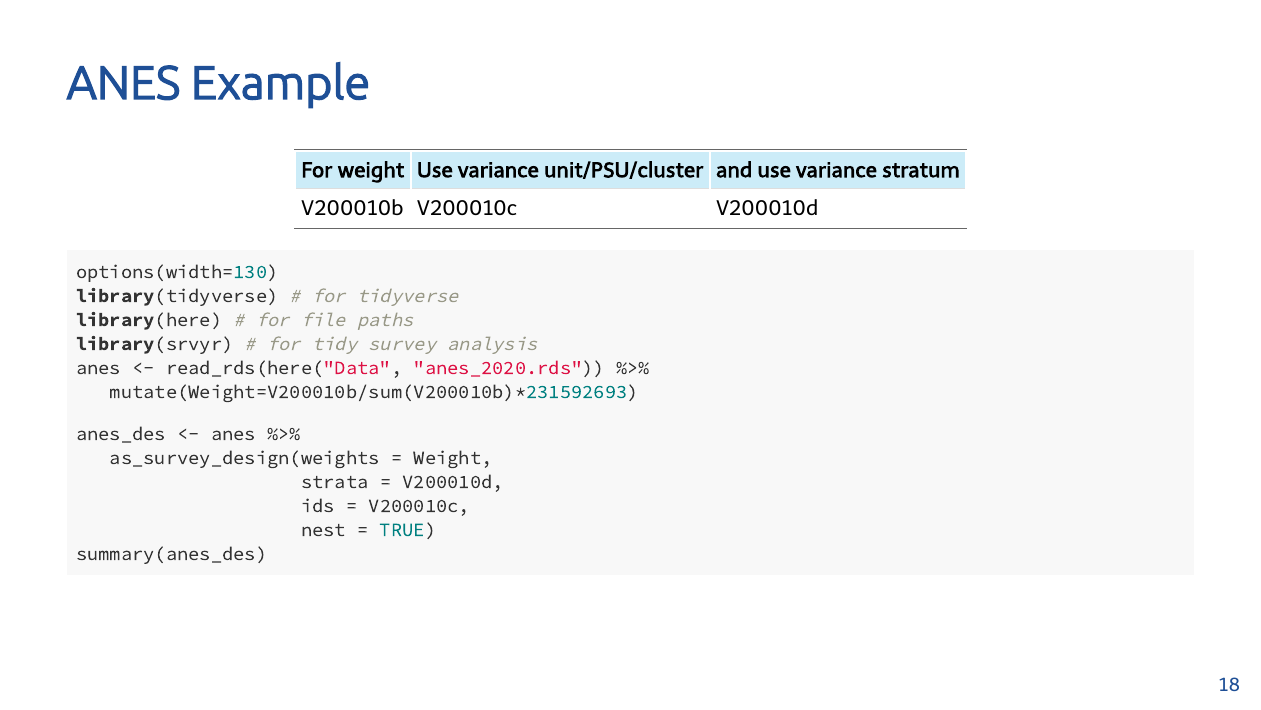 ANES Example
For weight Use variance unit/PSU/cluster and use variance stratum
V200010b V200010c V200010d
options(width=130)
library(tidyverse) # for tidyverse
library(here) # for file paths
library(srvyr) # for tidy survey analysis
anes <- read_rds(here("Data", "anes_2020.rds")) %>%
   mutate(Weight=V200010b/sum(V200010b)*231592693)
anes_des <- anes %>%
   as_survey_design(weights = Weight,
                    strata = V200010d,
                    ids = V200010c,
                    nest = TRUE)
summary(anes_des)
18